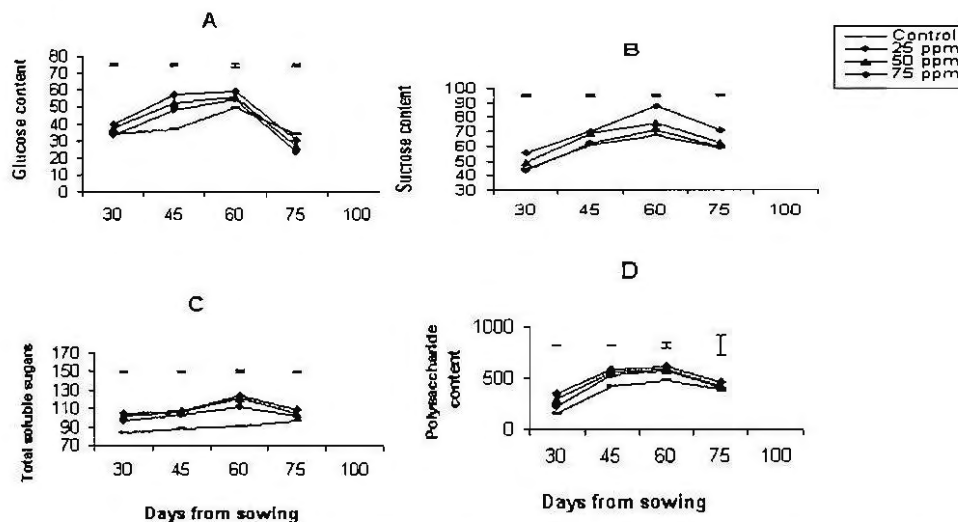 A
Glucose content
80
70
60
50
40
30
20
10
0
30 45 60 75 100
B
Sucrose content
100
90
80
70
60
50
40
30
30 45 60 75 100
Control
25 ppm
50 ppm
75 ppm
C
Total soluble sugars
170
150
130
110
90
70
30 45 60 75 100
Days from sowing
D
Polysaccharide
content
1000
500
0
30 45 60 75 100
Days from sowing